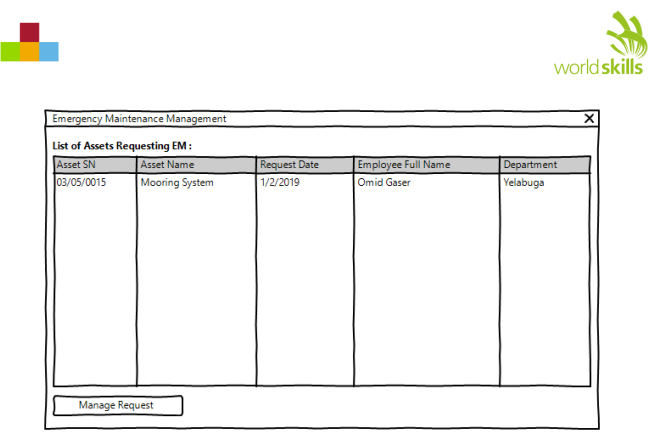 worldskills
Emergency Maintenance Management X
List of Assets Requesting EM :
Asset SN Asset Name Request Date Employee Full Name Department
03/05/0015 Mooring System 1/2/2019 Omid Gaser Yelabuga
Manage Request